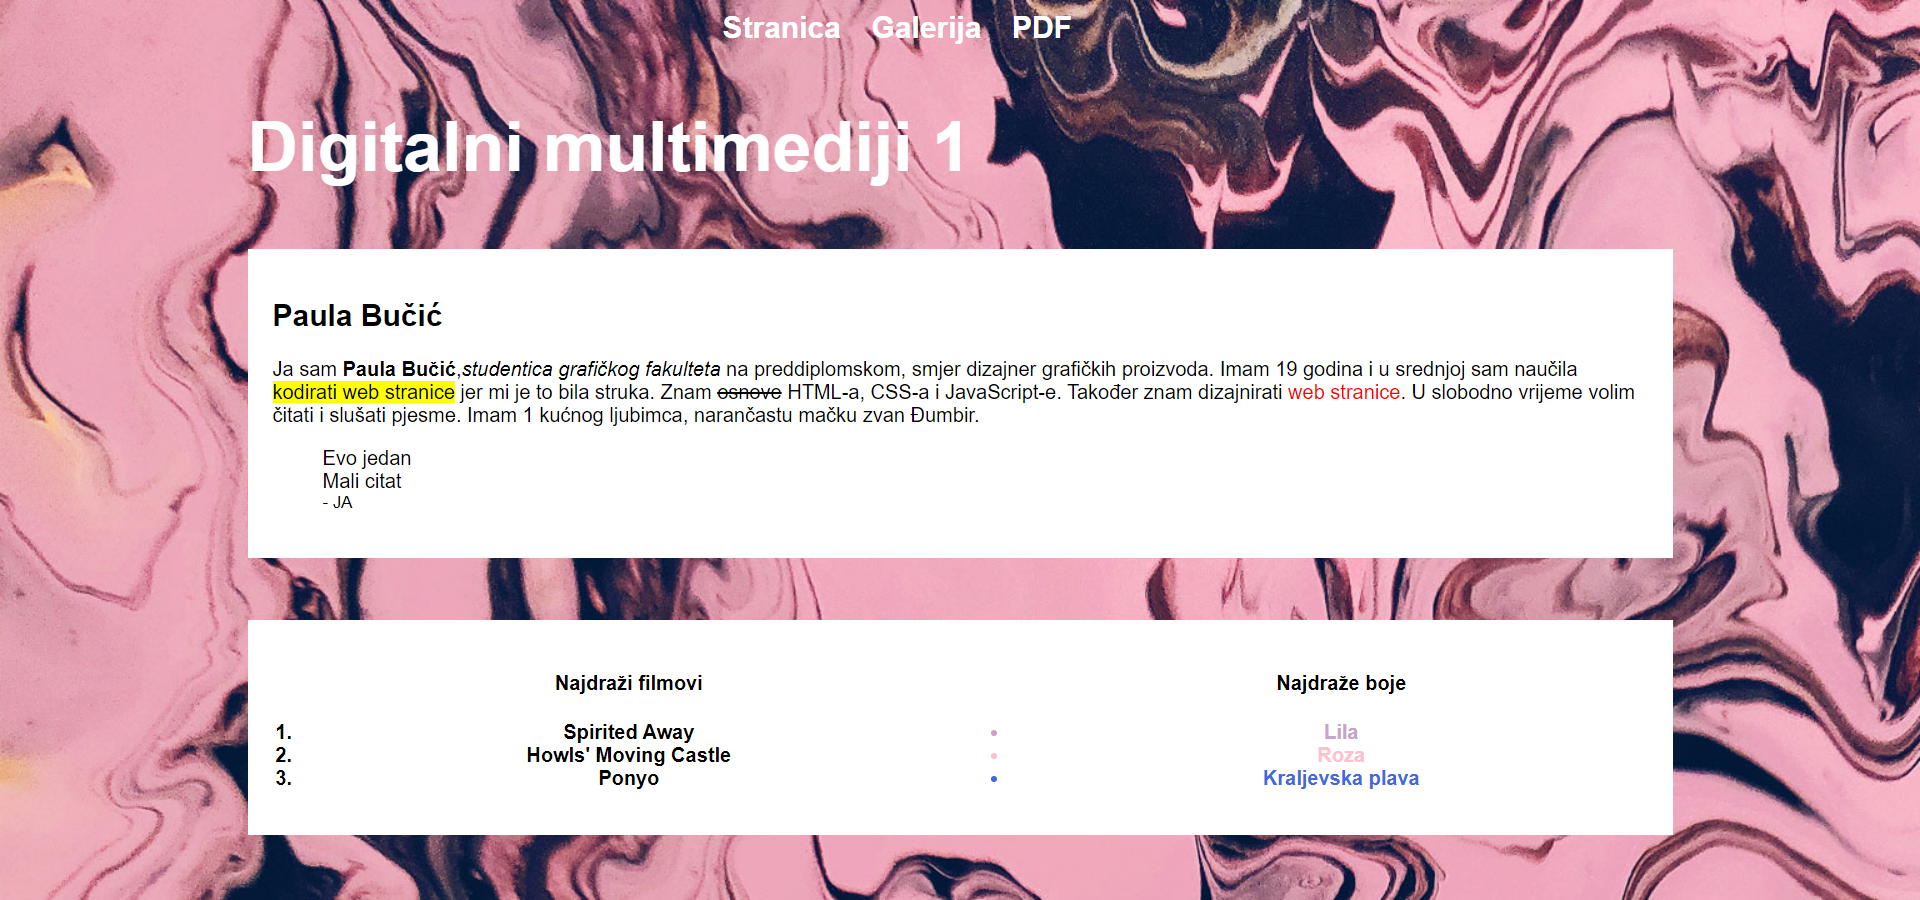 Stranica Galerija PDF
Digitalni multimediji 1
Paula Bučić
Ja sam Paula Bučić,studentica grafičkog fakulteta na preddiplomskom, smjer dizajner grafičkih proizvoda. Imam 19 godina i u srednjoj sam naučila
kodirati web stranice jer mi je to bila struka. Znam osnove HTML-a, CSS-a i JavaScript-e. Također znam dizajnirati web stranice. U slobodno vrijeme volim
čitati i slušati pjesme. Imam 1 kućnog ljubimca, narančastu mačku zvan Đumbir.
Evo jedan
Mali citat
- JA
Najdraži filmovi
1. Spirited Away
2. Howls' Moving Castle
3. Ponyo
Najdraže boje
• Lila
• Roza
• Kraljevska plava